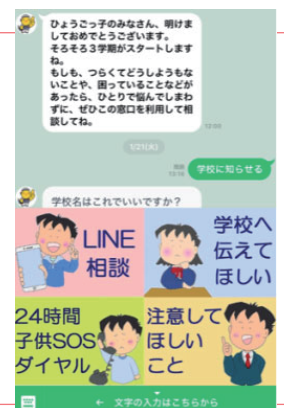 ひょうごっ子のみなさん、明けま
しておめでとうございます。
そろそろ３学期がスタートします
ね。
もしも、つらくてどうしようもな
いことや、困っていることなどが
あったら、ひとりで悩んでしまわ
ずに、ぜひこの窓口を利用して相
談してね。
12:02
1/21(火)
既読
学校に知らせる
学校名はこれでいいですか？
LINE
相談
学校へ
伝えて
ほしい
24時間
子供SOS
ダイヤル
注意して
ほしい
こと
← 文字の入力はこちらから